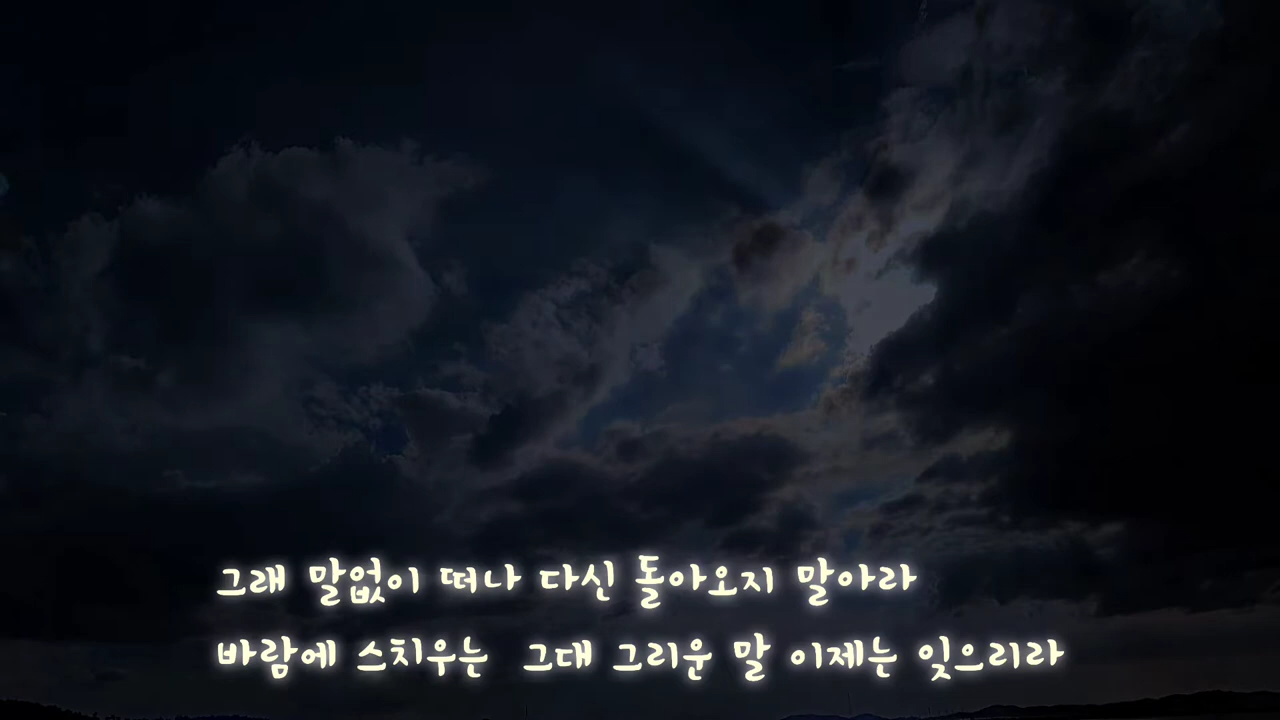 그래 말없이 떠나 다신 돌아오지 말아라
바람에 스치우는 그대 그리운 말 이제는 잊으리라